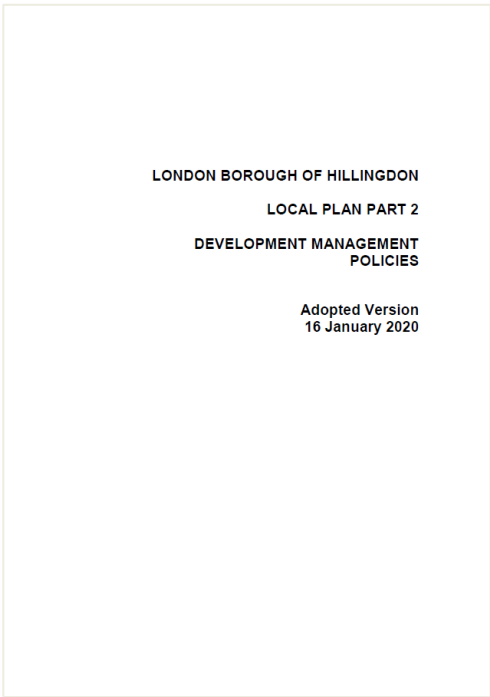 LONDON BOROUGH OF HILLINGDON
LOCAL PLAN PART 2
DEVELOPMENT MANAGEMENT
POLICIES
Adopted Version
16 January 2020